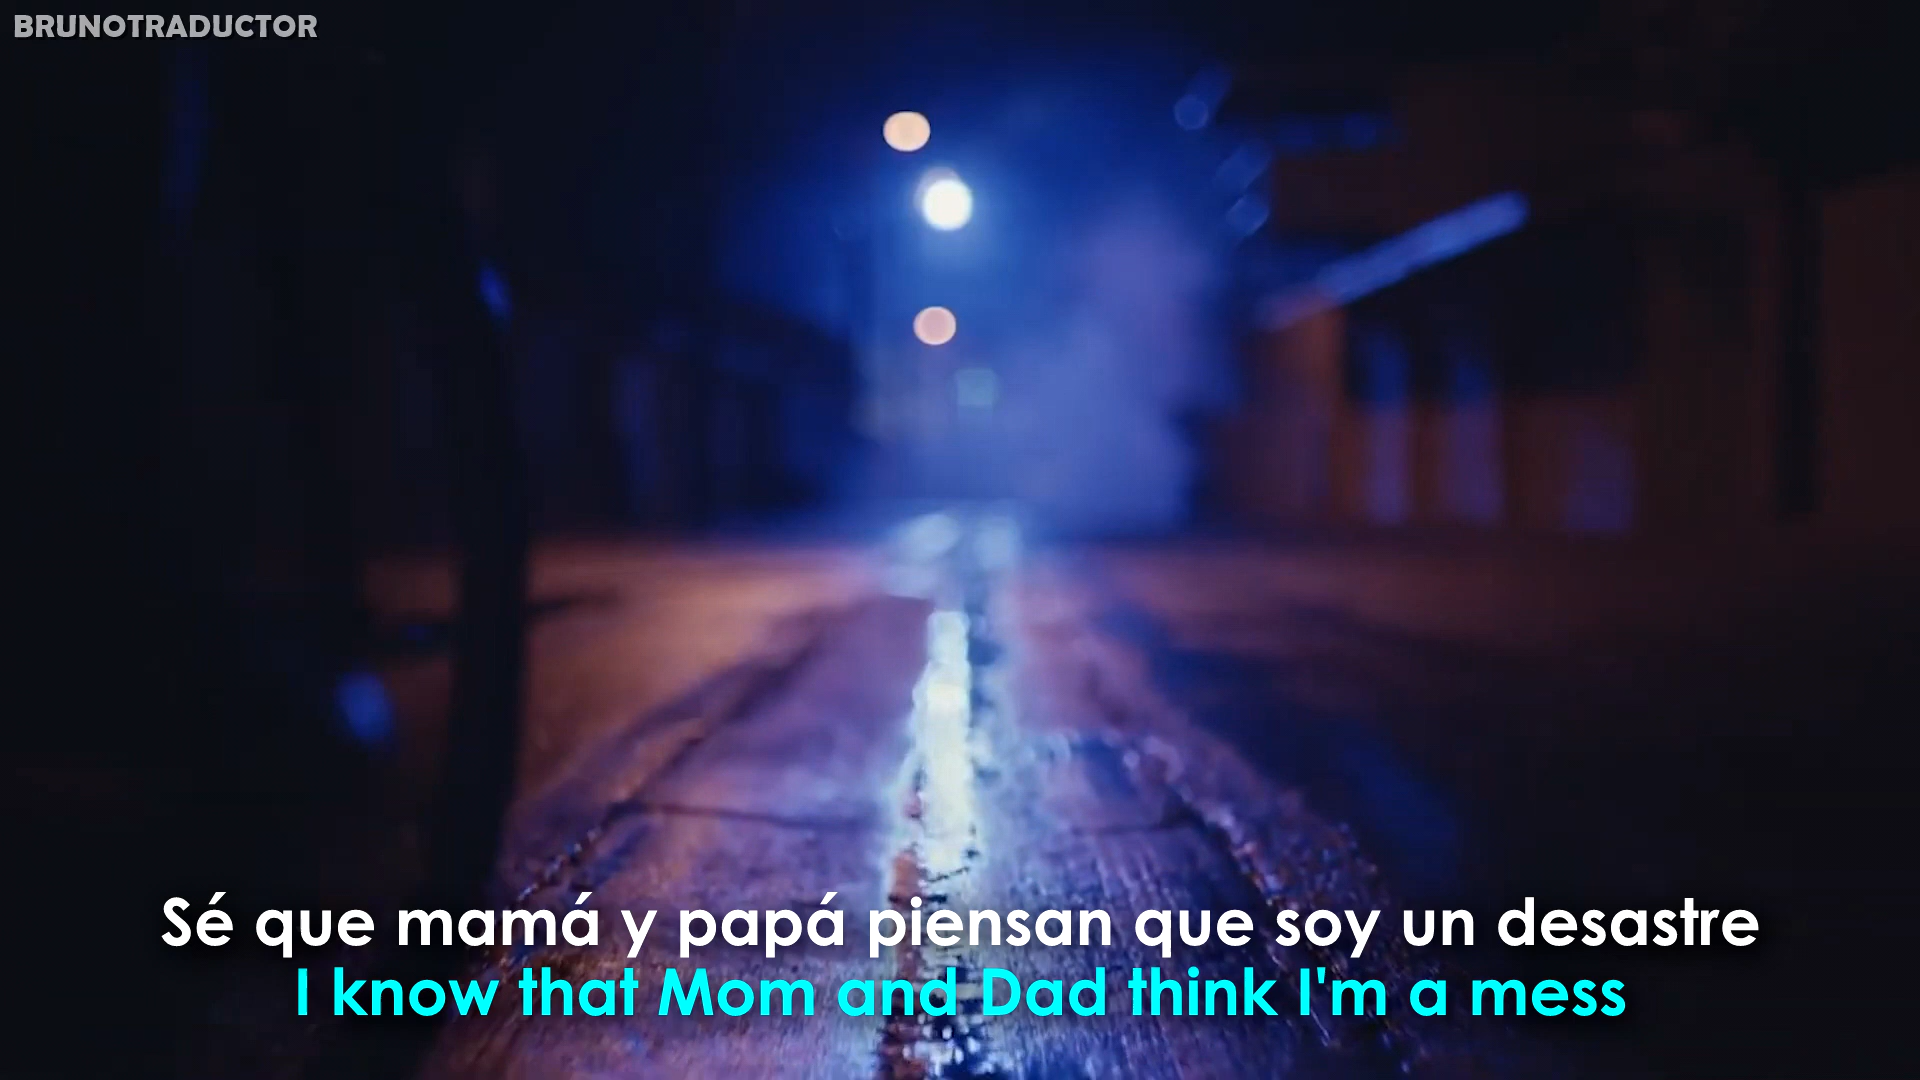 BRUNOTRADUCTOR
Sé que mamá y papá piensan que soy un desastre
I know that Mom and Dad think I'm a mess